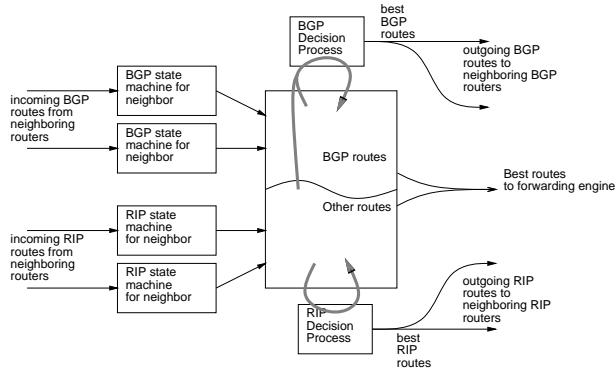 BGP
Decision
Process
best
BGP
routes
outgoing BGP
routes to
neighboring BGP
routers
BGP state
machine for
neighbor
incoming BGP
routes from
neighboring
routers
BGP state
machine for
neighbor
BGP routes
Best routes
to forwarding engine
Other routes
RIP state
machine
for neighbor
incoming RIP
routes from
neighboring
routers
RIP state
machine
for neighbor
outgoing RIP
routes to
neighboring RIP
routers
RIP
Decision
Process
best
RIP
routes